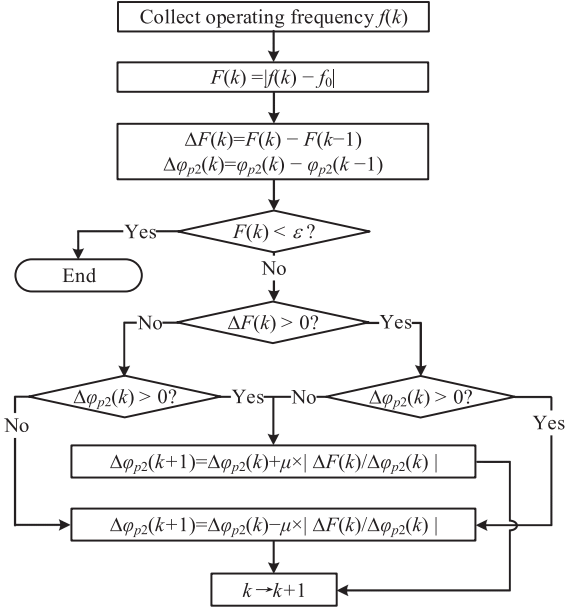 Collect operating frequency f(k)
F(k) =|f(k) − f₀|
ΔF(k)=F(k) − F(k−1)
Δφₚ₂(k)=φₚ₂(k) − φₚ₂(k −1)
F(k) < ε ?
Yes
End
No
ΔF(k) > 0?
No
Yes
Δφₚ₂(k) > 0?
Yes
No
Δφₚ₂(k) > 0?
No
Yes
Δφₚ₂(k+1)=Δφₚ₂(k)+μ×| ΔF(k)/Δφₚ₂(k) |
Δφₚ₂(k+1)=Δφₚ₂(k)−μ×| ΔF(k)/Δφₚ₂(k) |
k→k+1